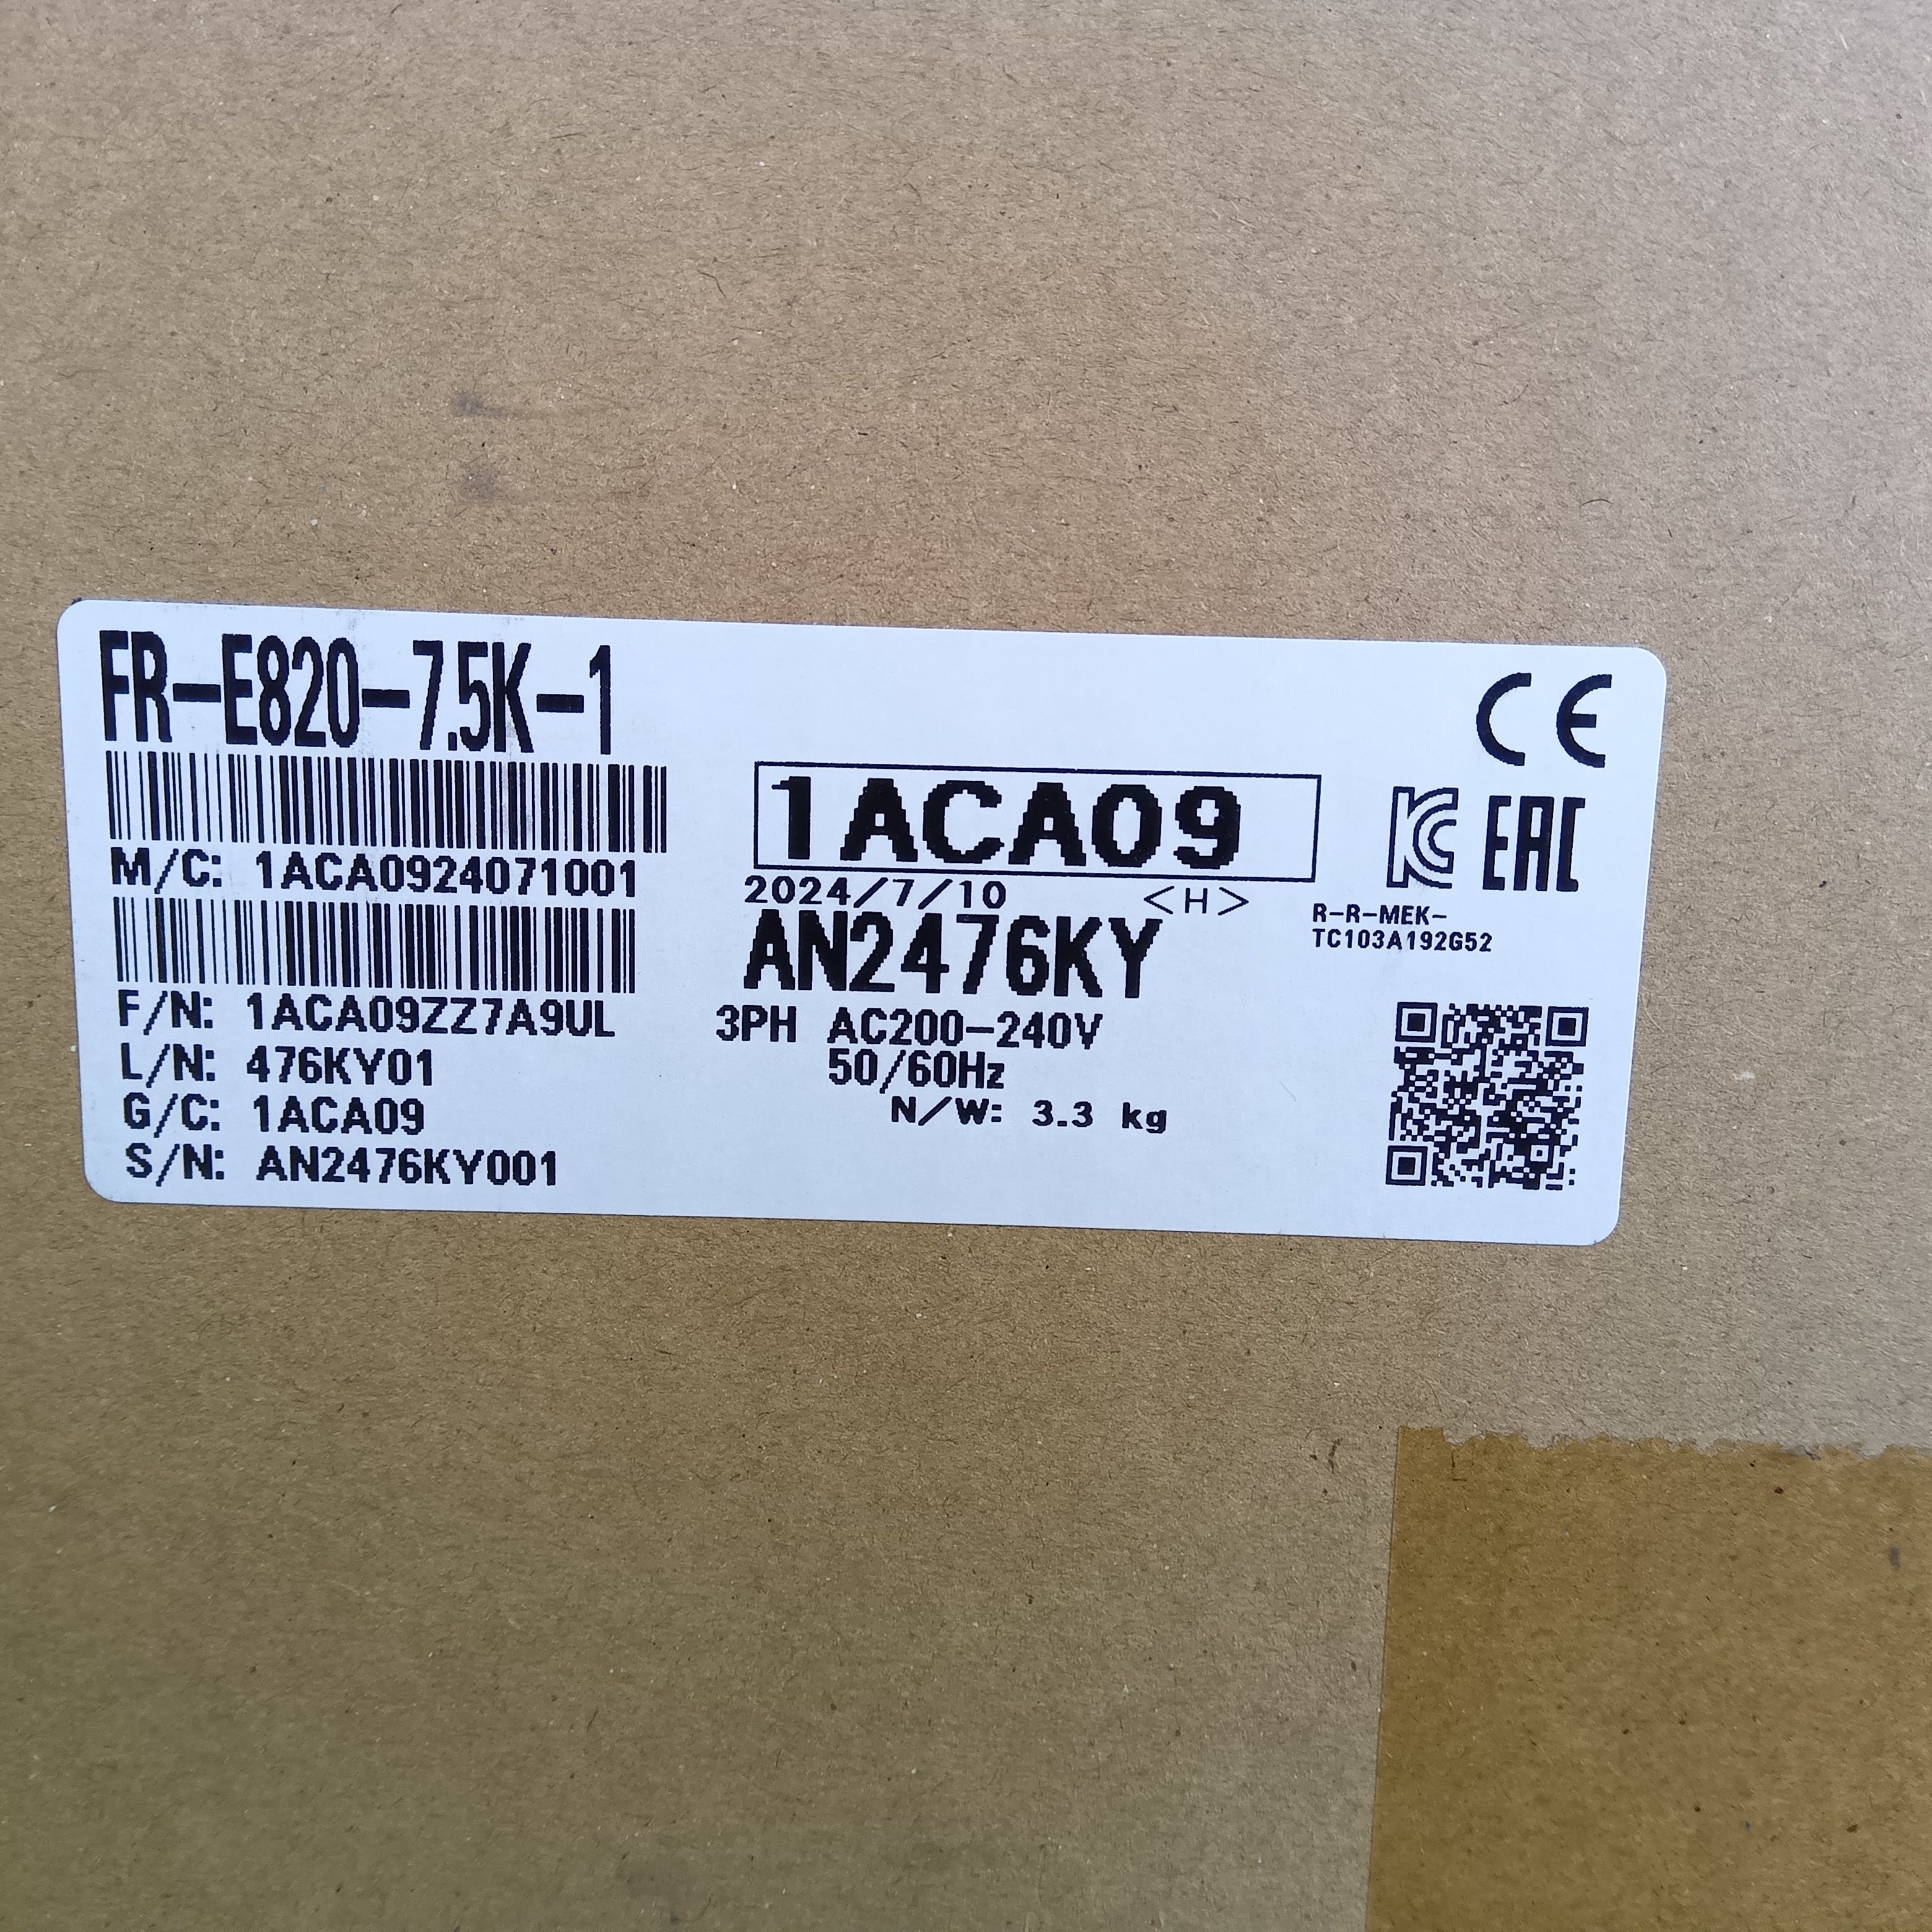 FR-E820-7.5K-1
CE
1ACA09
M/C: 1ACA0924071001
2024/7/10 <H>
KC EAC
R-R-MEK-
TC103A192G52
AN2476KY
F/N: 1ACA09ZZ7A9UL
3PH AC200-240V
L/N: 476KY01
50/60Hz
G/C: 1ACA09
N/W: 3.3 kg
S/N: AN2476KY001